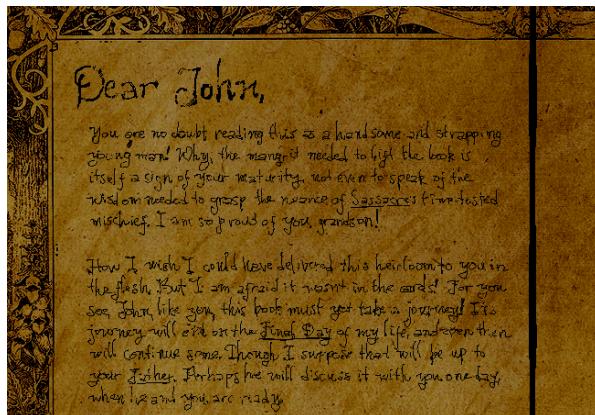 Dear John,
You are no doubt reading this as a handsome and strapping
young man! Why, the mangrit needed to lift the book is
itself a sign of your maturity, not even to speak of the
wisdom needed to grasp the nuance of Sassacre's time-tested
mischief. I am so proud of you, grandson!
How I wish I could have delivered this heirloom to you in
the flesh. But I am afraid it wasn't in the cards! For you
see, John, like you, this book must yet take a journey! Its
journey will end on the Final Day of my life, and even then
will continue some. Though I suppose that will be up to
your Father. Perhaps he will discuss it with you one day,
when he and you are ready.